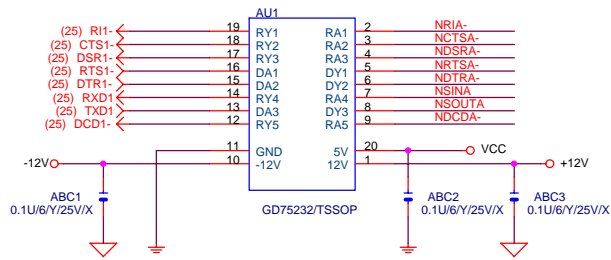 AU1
(25) RI1- 19 RY1 RA1 2 NRIA-
(25) CTS1- 18 RY2 RA2 3 NCTSA-
(25) DSR1- 17 RY3 RA3 4 NDSRA-
(25) RTS1- 16 DA1 DY1 5 NRTSA-
(25) DTR1- 15 DA2 DY2 6 NDTRA-
(25) RXD1 14 RY4 RA4 7 NSINA
(25) TXD1 13 DA3 DY3 8 NSOUTA
(25) DCD1- 12 RY5 RA5 9 NDCDA-
11 GND 5V 20 VCC
-12V 10 -12V 12V 1 +12V
ABC1 ABC2 ABC3
0.1U/6/Y/25V/X GD75232/TSSOP 0.1U/6/Y/25V/X 0.1U/6/Y/25V/X